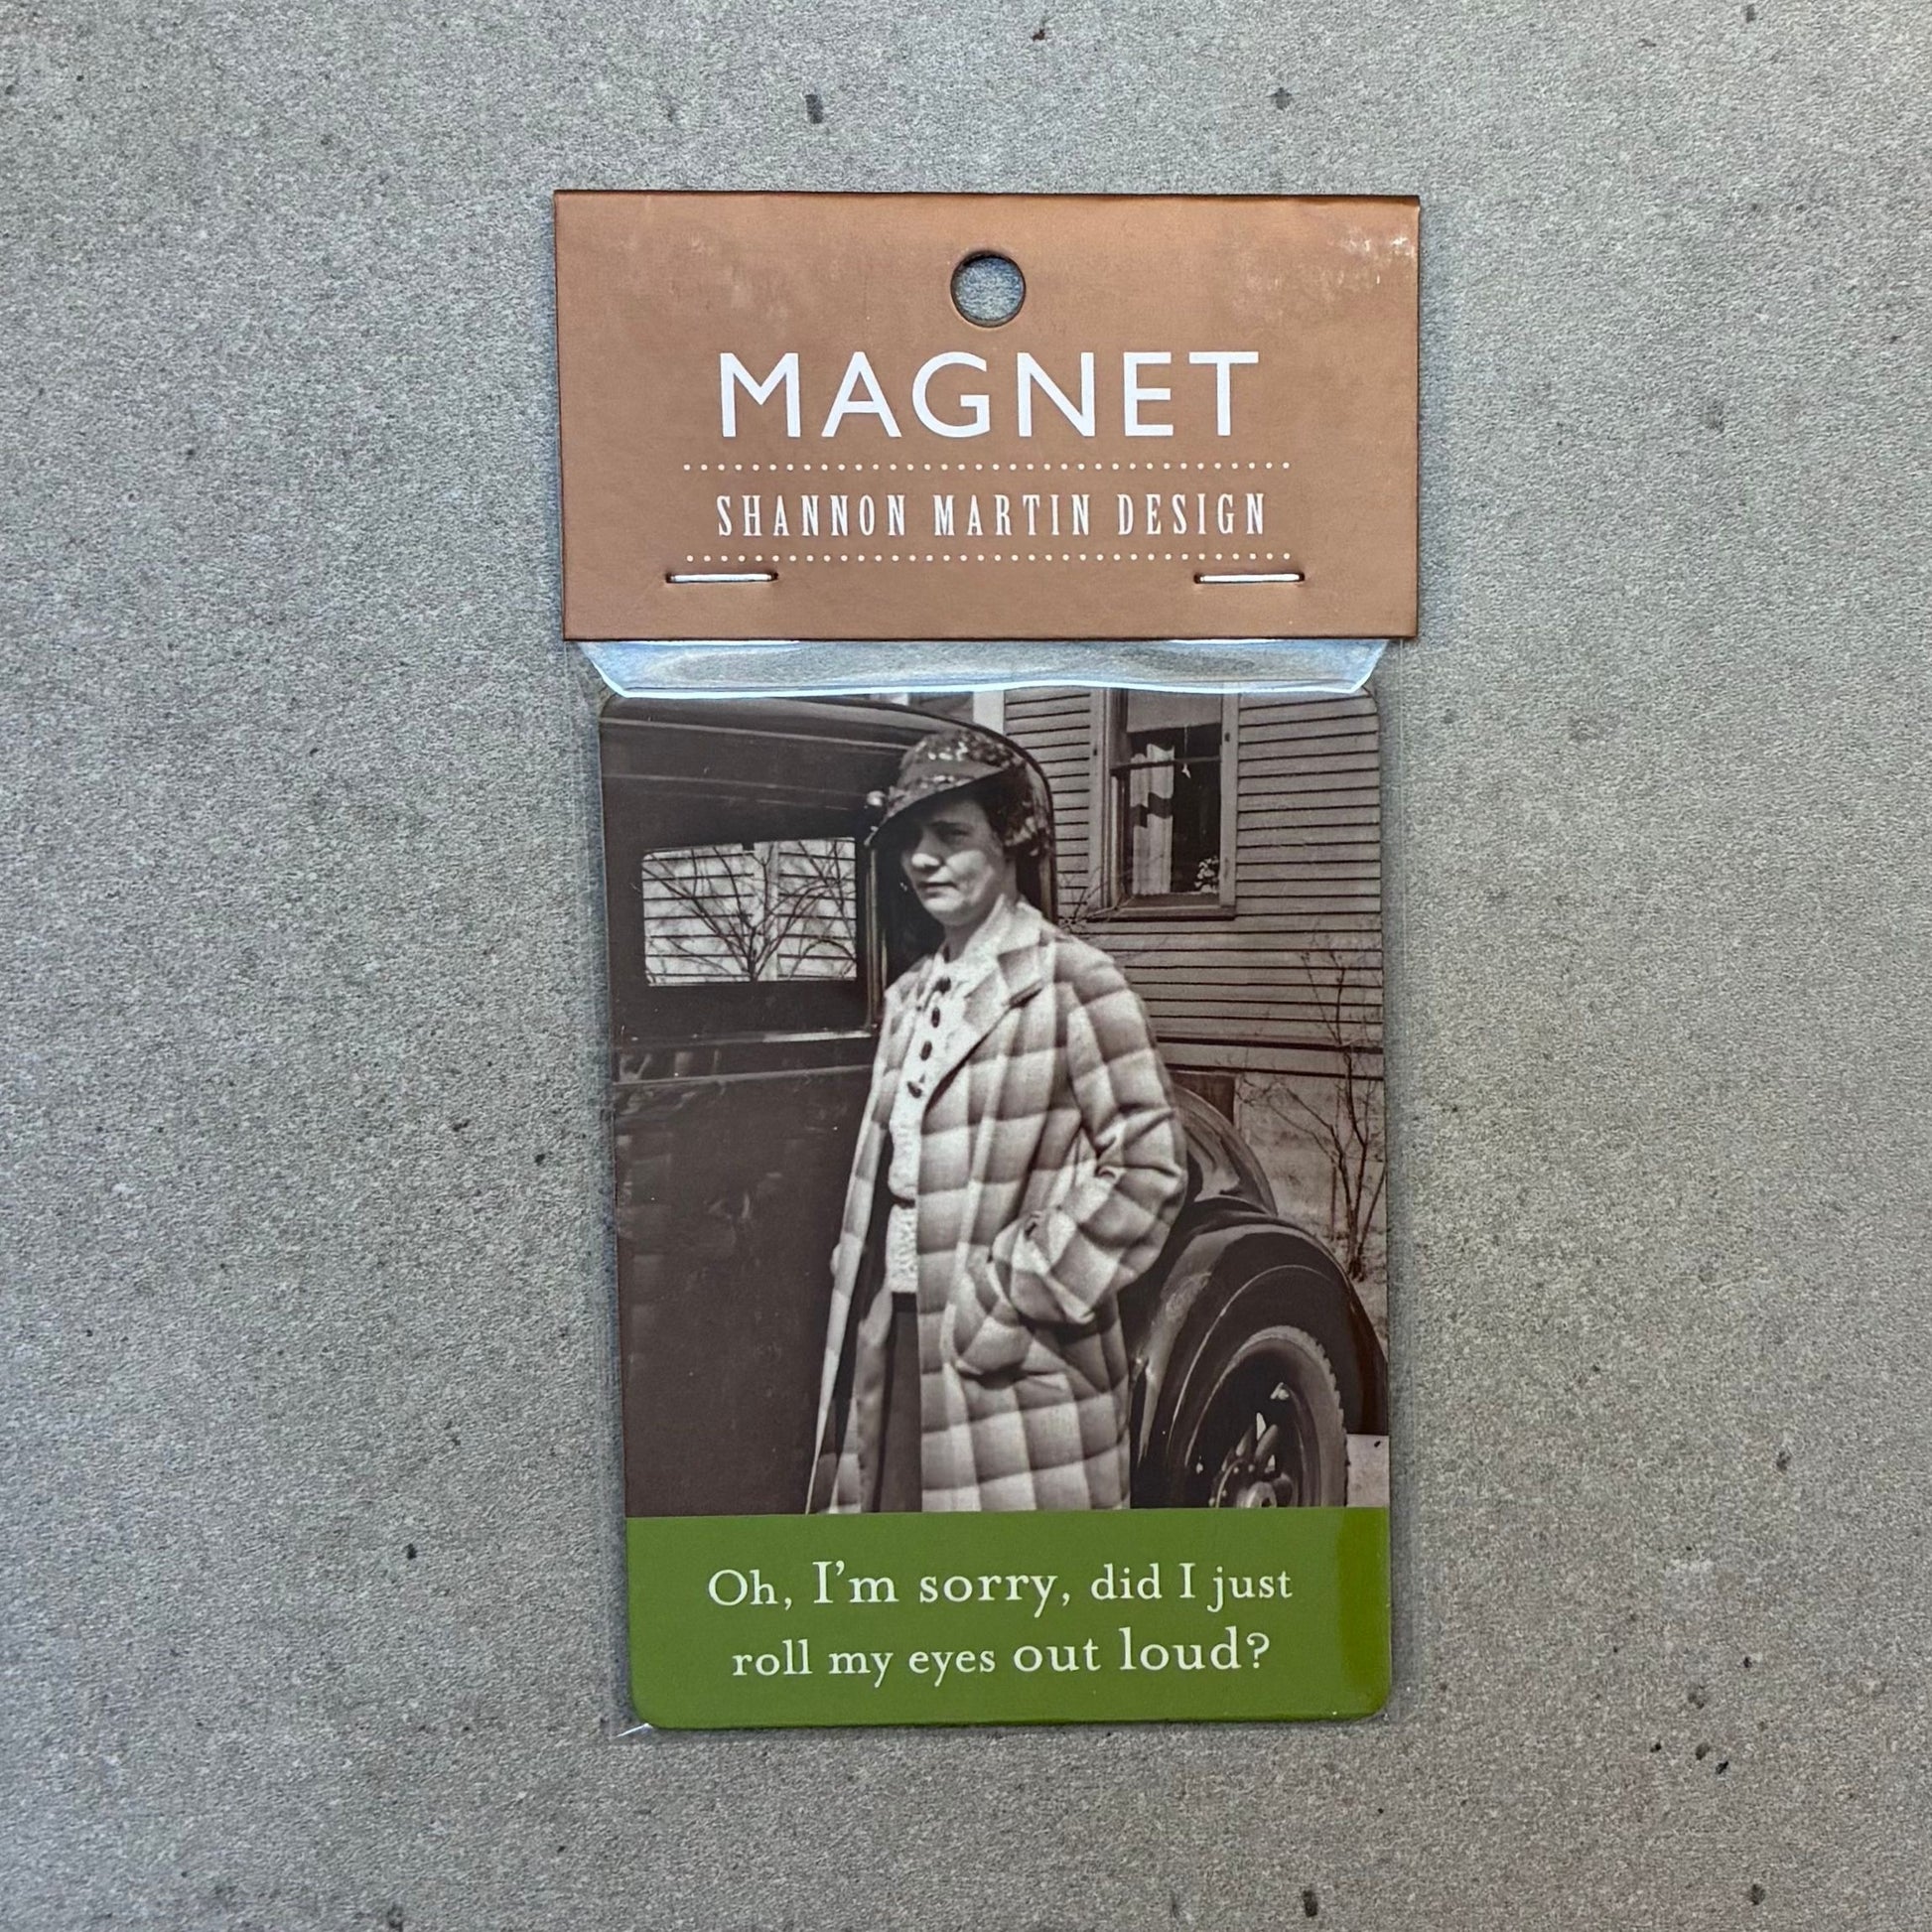 MAGNET
SHANNON MARTIN DESIGN
Oh, I'm sorry, did I just
roll my eyes out loud?